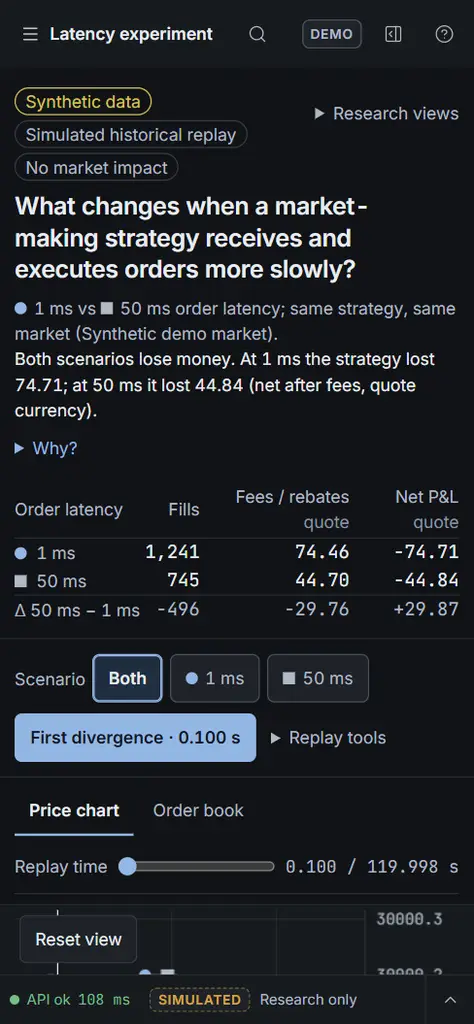 Latency experiment DEMO
Synthetic data
Research views
Simulated historical replay
No market impact
What changes when a market-
making strategy receives and
executes orders more slowly?
1 ms vs 50 ms order latency; same strategy, same
market (Synthetic demo market).
Both scenarios lose money. At 1 ms the strategy lost
74.71; at 50 ms it lost 44.84 (net after fees, quote
currency).
Why?
Order latency Fills Fees / rebates quote Net P&L quote
1 ms 1,241 74.46 -74.71
50 ms 745 44.70 -44.84
Δ 50 ms − 1 ms -496 -29.76 +29.87
Scenario Both 1 ms 50 ms
First divergence · 0.100 s Replay tools
Price chart Order book
Replay time 0.100 / 119.998 s
30000.3
Reset view
30000.2
API ok 108 ms SIMULATED Research only